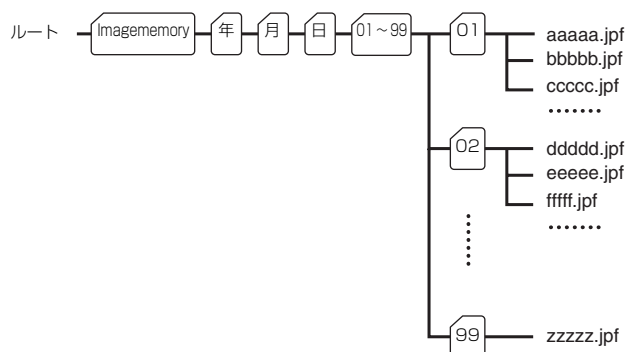 ルート Imagememory 年 月 日 01～99 01 aaaaa.jpf
bbbbb.jpf
ccccc.jpf
.......
02 ddddd.jpf
eeeee.jpf
fffff.jpf
.......
99 zzzzz.jpf